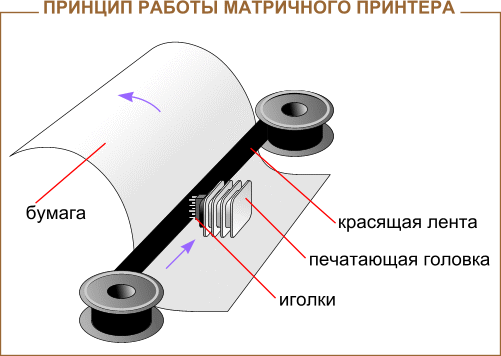 ПРИНЦИП РАБОТЫ МАТРИЧНОГО ПРИНТЕРА
бумага
красящая лента
печатающая головка
иголки